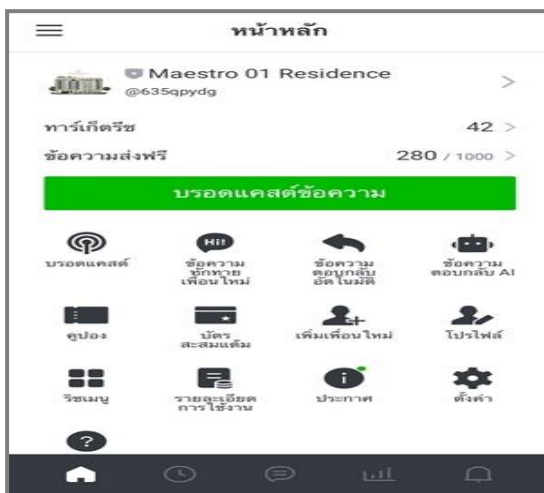 หน้าหลัก
Maestro 01 Residence
@635qpydg
ทาร์เก็ตรีช 42
ข้อความส่งฟรี 280 / 1000
บรอดแคสต์ข้อความ
Hi!
บรอดแคสต์
ข้อความ
ทักทาย
เพื่อนใหม่
ข้อความ
ตอบกลับ
อัตโนมัติ
ข้อความ
ตอบกลับ AI
คูปอง
บัตร
สะสมแต้ม
เพิ่มเพื่อนใหม่
โปรไฟล์
ริชเมนู
รายละเอียด
การใช้งาน
ประกาศ
ตั้งค่า